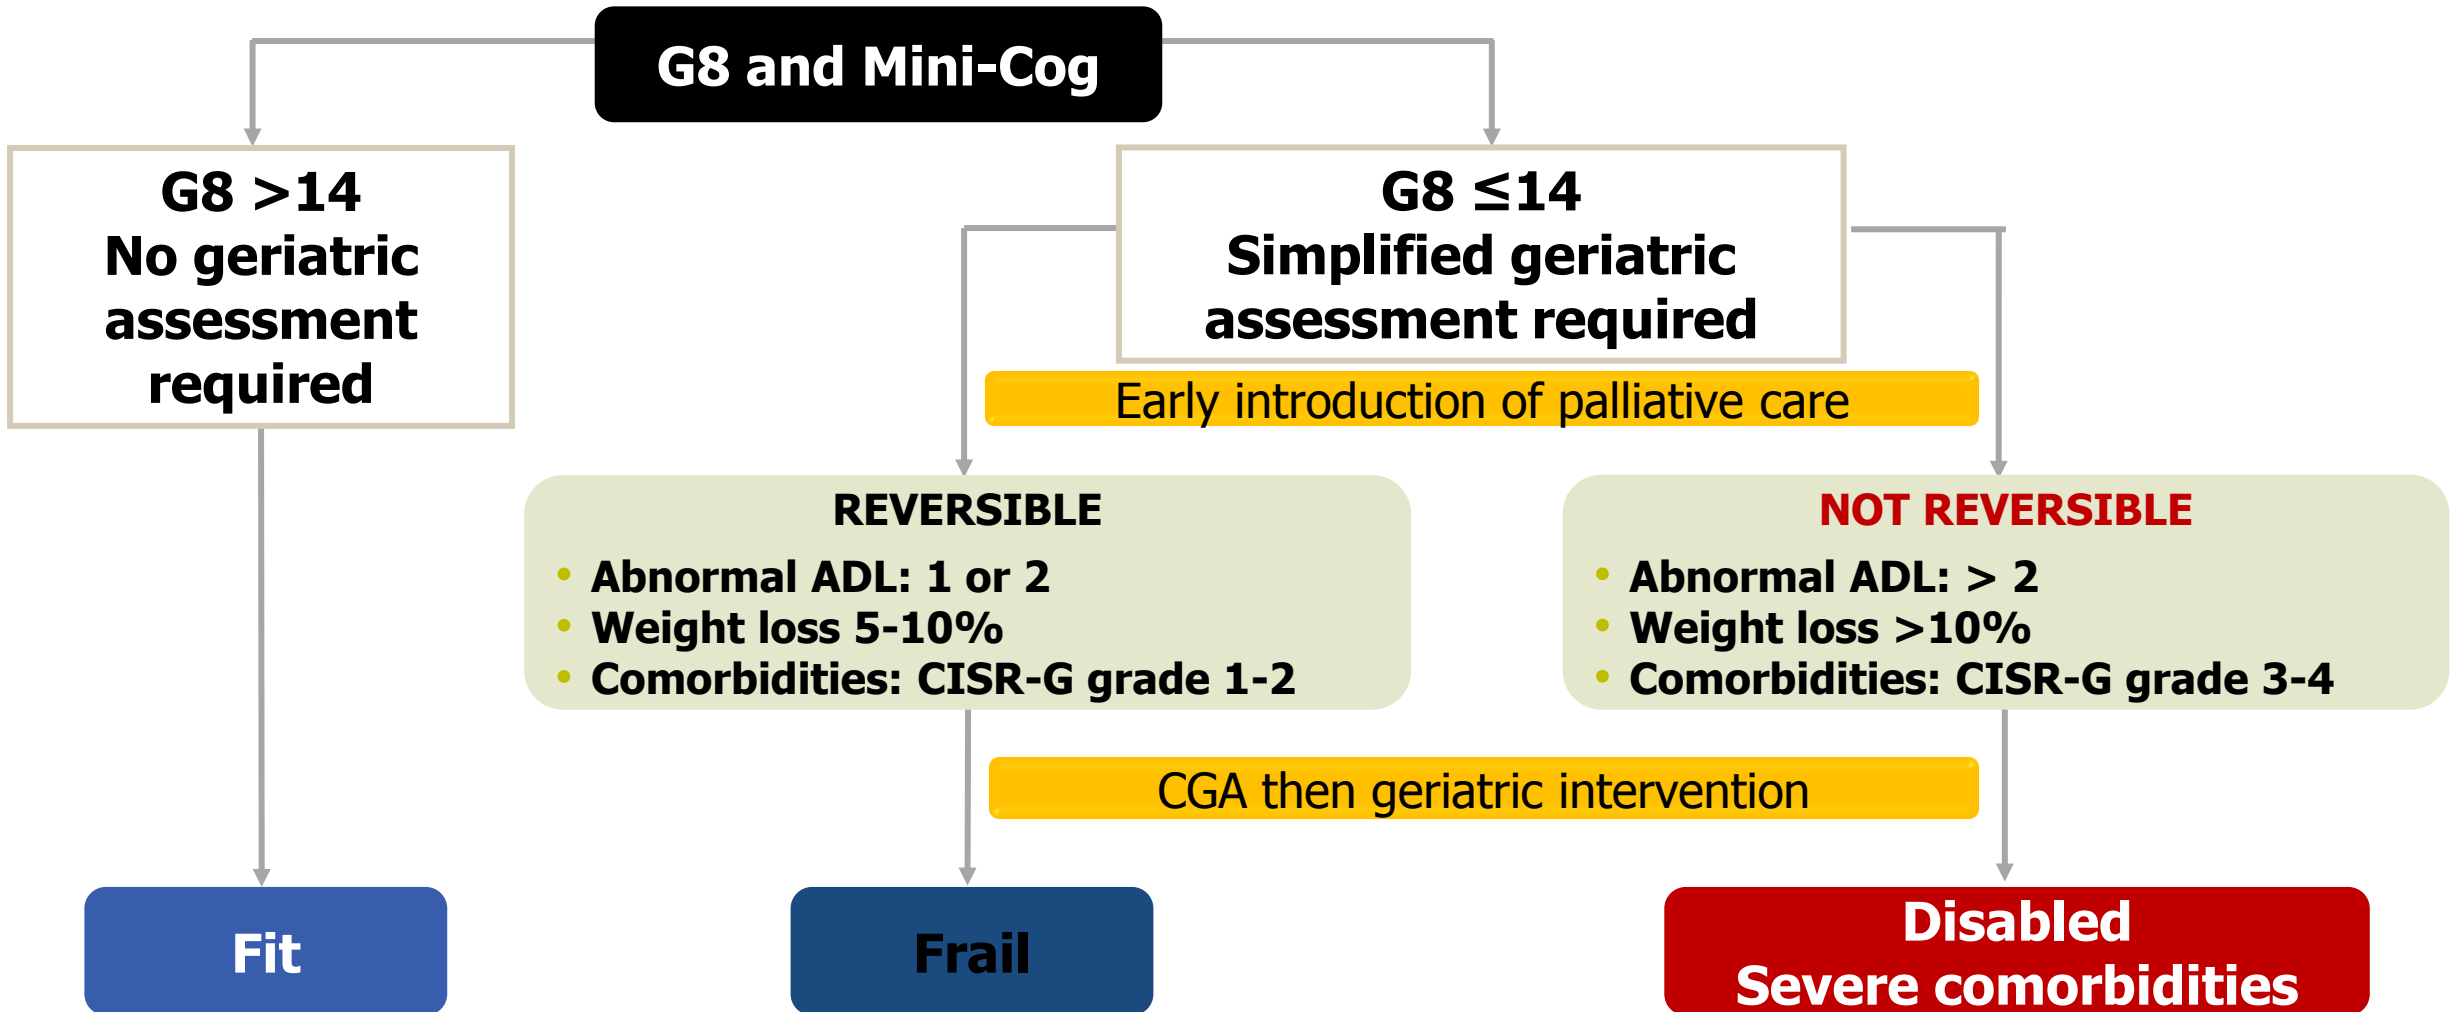 G8 and Mini-Cog
G8 >14
No geriatric
assessment
required
G8 ≤14
Simplified geriatric
assessment required
Early introduction of palliative care
REVERSIBLE
• Abnormal ADL: 1 or 2
• Weight loss 5-10%
• Comorbidities: CISR-G grade 1-2
NOT REVERSIBLE
• Abnormal ADL: > 2
• Weight loss >10%
• Comorbidities: CISR-G grade 3-4
CGA then geriatric intervention
Fit
Frail
Disabled
Severe comorbidities